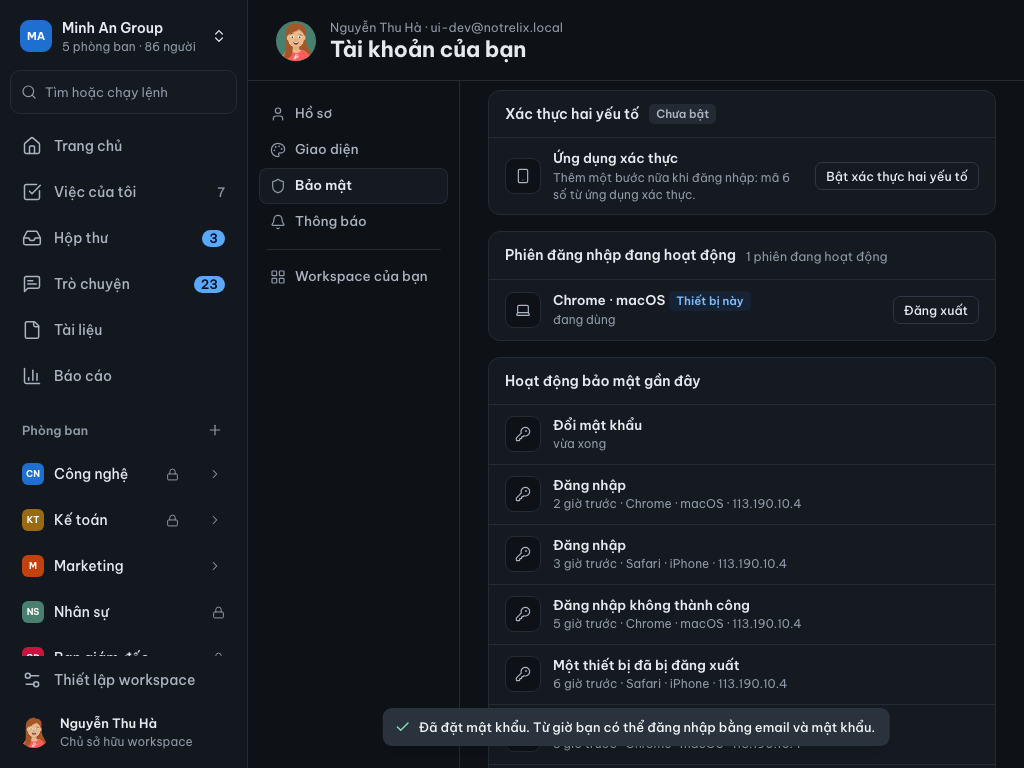 MA
Minh An Group
5 phòng ban · 86 người
Tìm hoặc chạy lệnh
Trang chủ
Việc của tôi 7
Hộp thư 3
Trò chuyện 23
Tài liệu
Báo cáo
Phòng ban
CN Công nghệ
KT Kế toán
M Marketing
NS Nhân sự
Thiết lập workspace
Nguyễn Thu Hà
Chủ sở hữu workspace
Nguyễn Thu Hà · ui-dev@notrelix.local
Tài khoản của bạn
Hồ sơ
Giao diện
Bảo mật
Thông báo
Workspace của bạn
Xác thực hai yếu tố Chưa bật
Ứng dụng xác thực
Thêm một bước nữa khi đăng nhập: mã 6
số từ ứng dụng xác thực.
Bật xác thực hai yếu tố
Phiên đăng nhập đang hoạt động 1 phiên đang hoạt động
Chrome · macOS Thiết bị này
đang dùng
Đăng xuất
Hoạt động bảo mật gần đây
Đổi mật khẩu
vừa xong
Đăng nhập
2 giờ trước · Chrome · macOS · 113.190.10.4
Đăng nhập
3 giờ trước · Safari · iPhone · 113.190.10.4
Đăng nhập không thành công
5 giờ trước · Chrome · macOS · 113.190.10.4
Một thiết bị đã bị đăng xuất
6 giờ trước · Safari · iPhone · 113.190.10.4
Đã đặt mật khẩu. Từ giờ bạn có thể đăng nhập bằng email và mật khẩu.